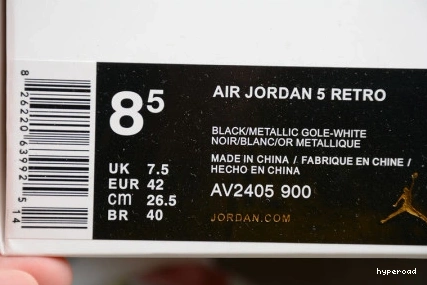 8 26220 63992 5 14
8⁵
AIR JORDAN 5 RETRO
BLACK/METALLIC GOLE-WHITE
NOIR/BLANC/OR METALLIQUE
MADE IN CHINA / FABRIQUE EN CHINE /
HECHO EN CHINA
UK 7.5
EUR 42
cm 26.5
BR 40
AV2405 900
JORDAN.COM
hyperoad